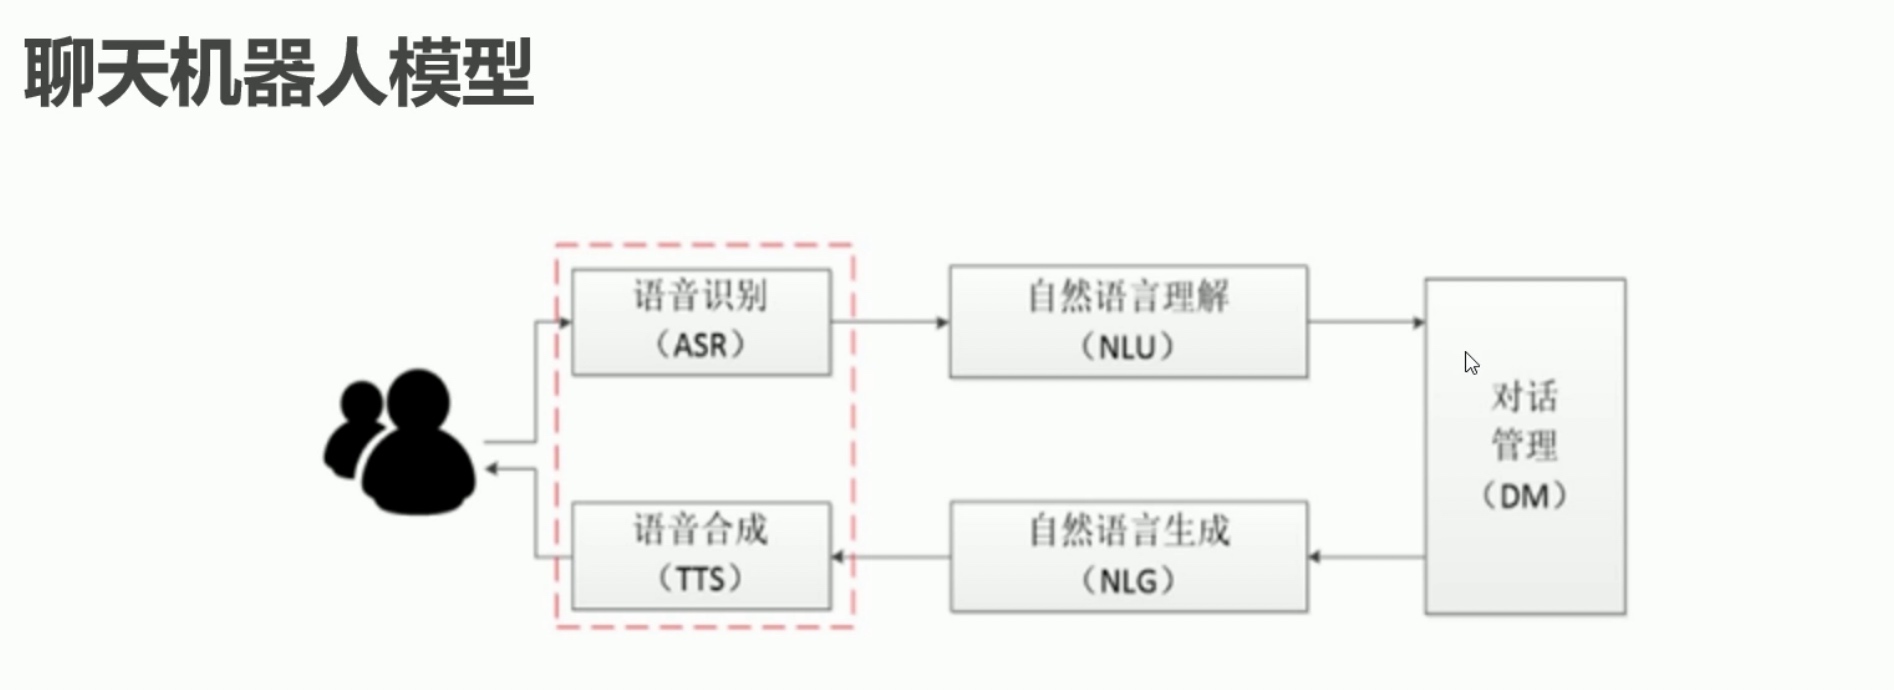 聊天机器人模型
语音识别
（ASR）
自然语言理解
（NLU）
对话
管理
（DM）
语音合成
（TTS）
自然语言生成
（NLG）